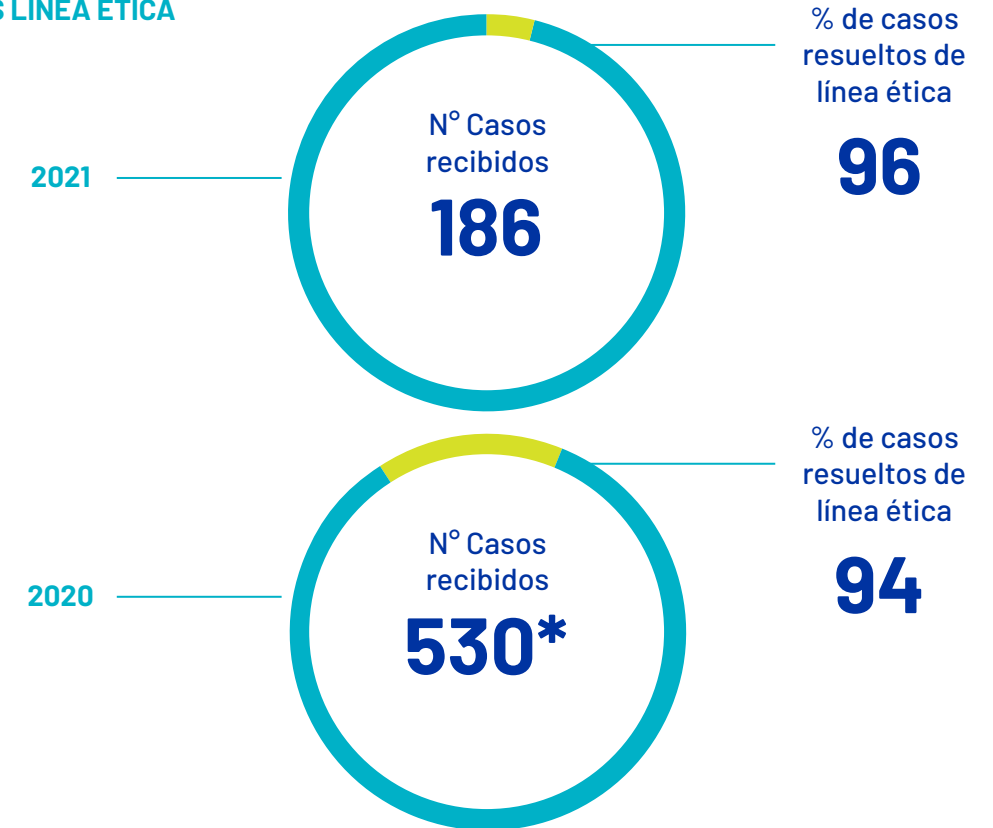 S LÍNEA ÉTICA
% de casos
resueltos de
línea ética
96
N° Casos
recibidos
186
2021
% de casos
resueltos de
línea ética
94
N° Casos
recibidos
530*
2020